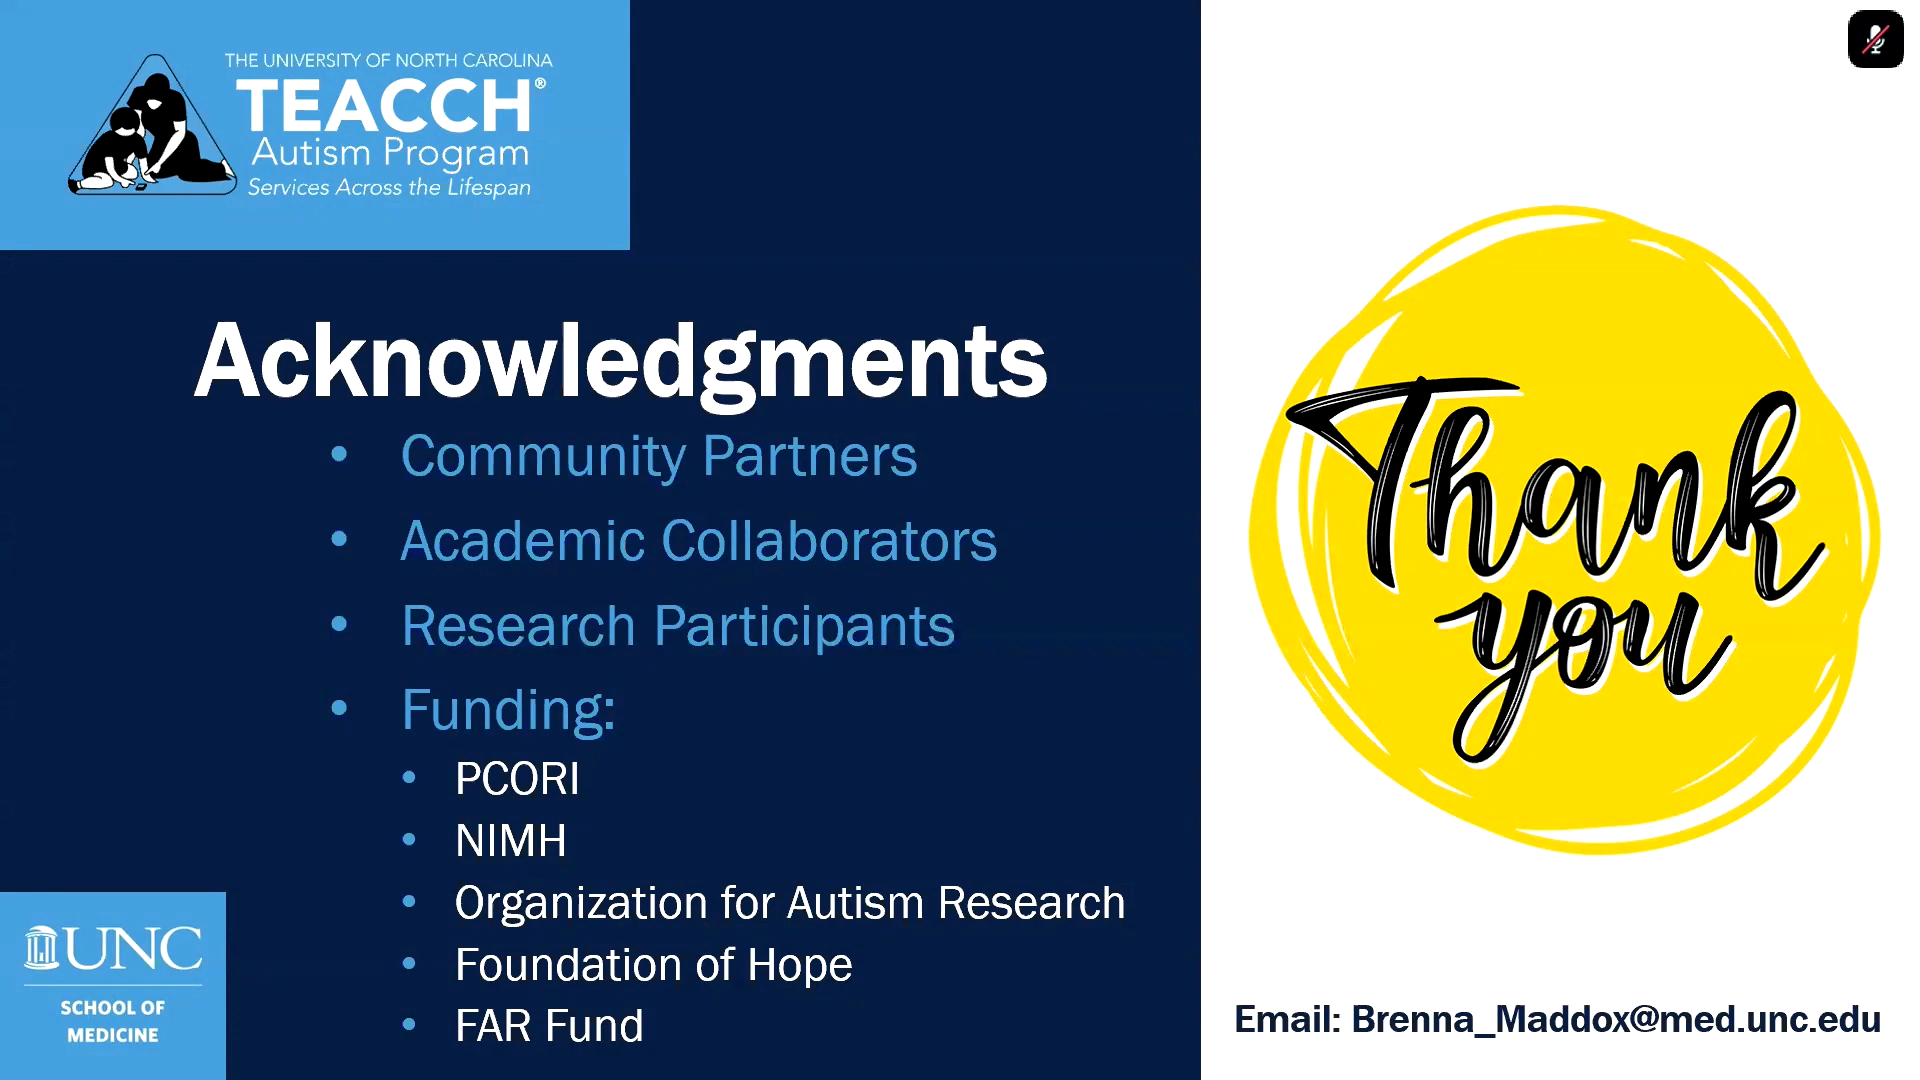 THE UNIVERSITY OF NORTH CAROLINA
TEACCH®
Autism Program
Services Across the Lifespan
Acknowledgments
• Community Partners
• Academic Collaborators
• Research Participants
• Funding:
• PCORI
• NIMH
• Organization for Autism Research
• Foundation of Hope
• FAR Fund
UNC
SCHOOL OF
MEDICINE
Thank
you
Email: Brenna_Maddox@med.unc.edu